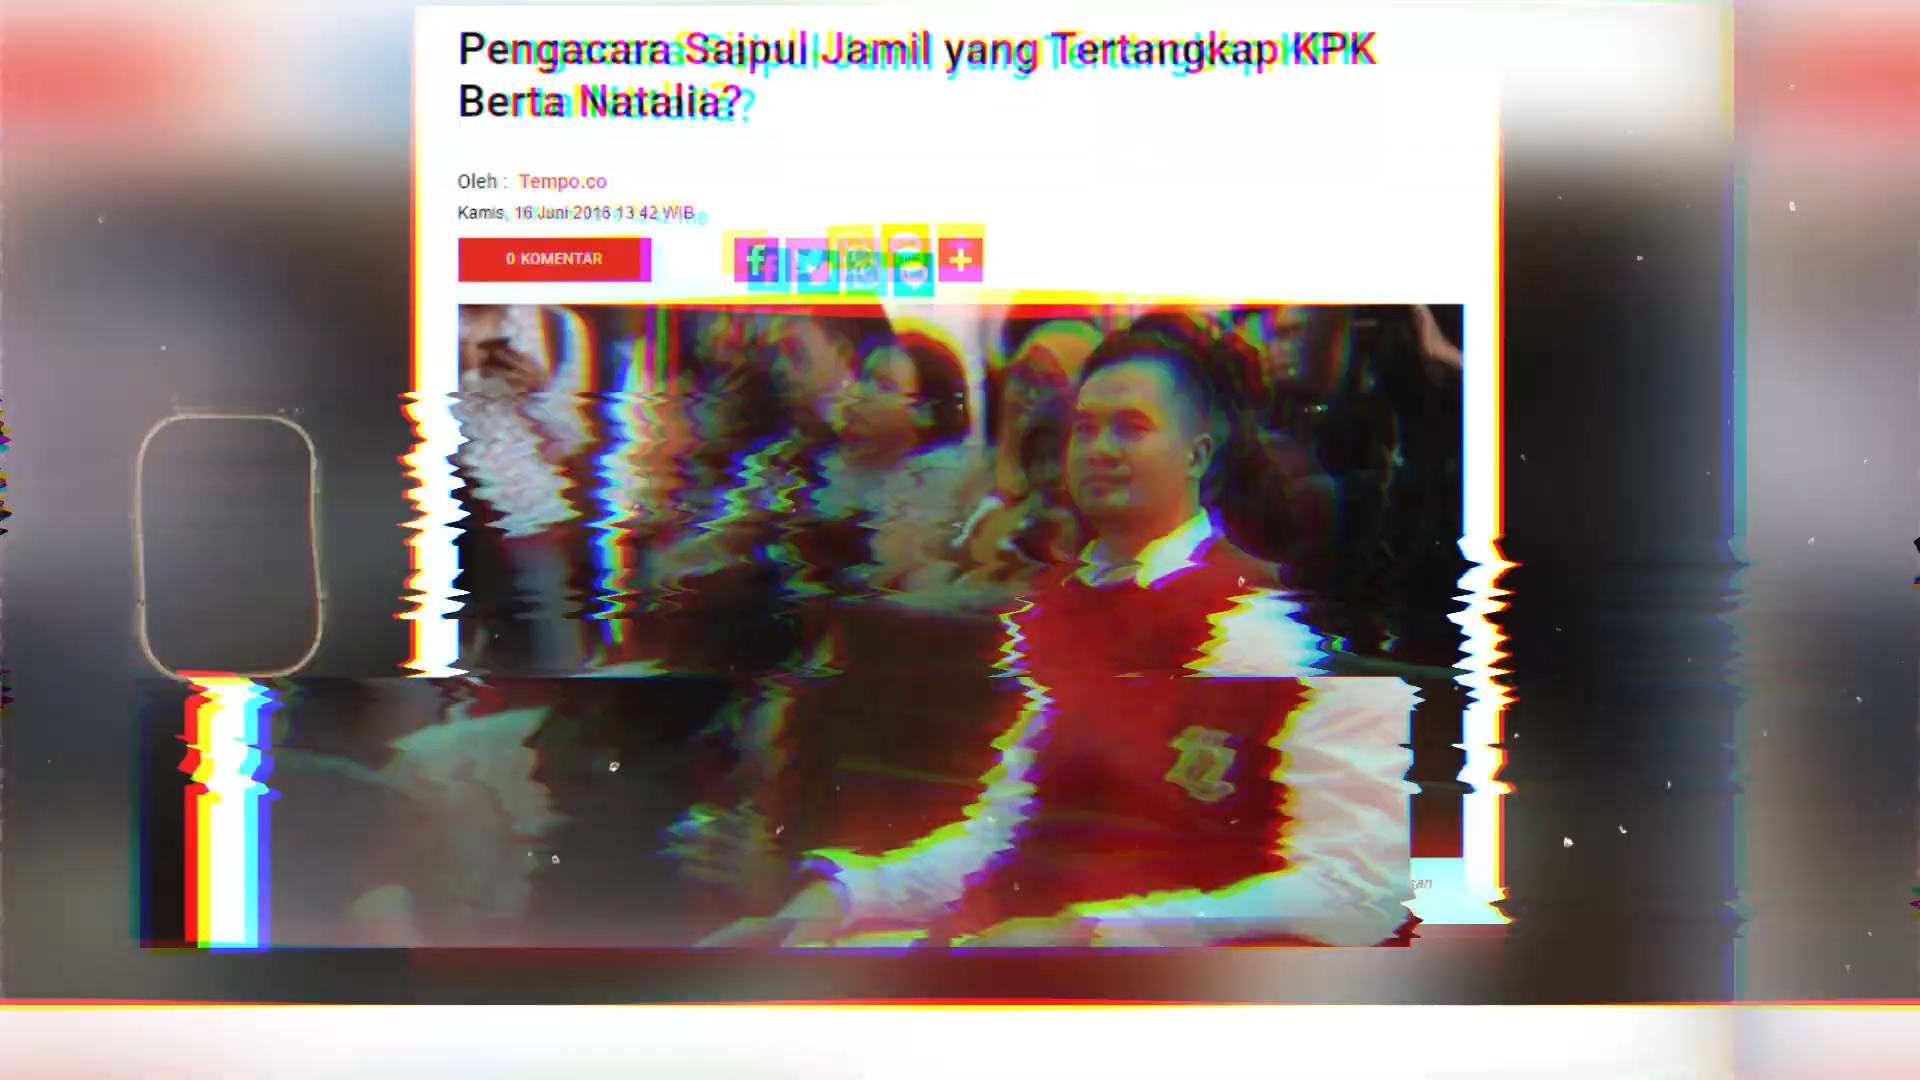 Pengacara Saipul Jamil yang Tertangkap KPK
Berta Natalia?
Oleh : Tempo.co
Kamis, 16 Juni 2016 13:42 WIB
0 KOMENTAR